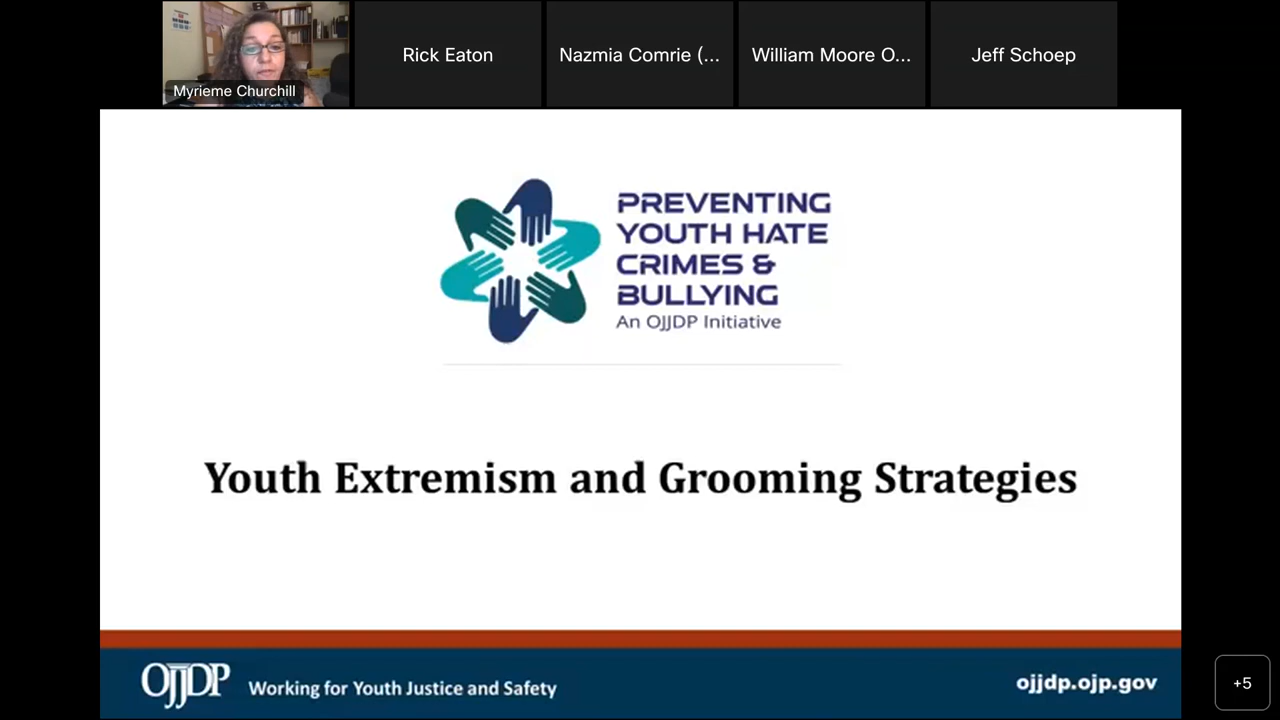 Myrieme Churchill
Rick Eaton
Nazmia Comrie (...
William Moore O...
Jeff Schoep
PREVENTING
YOUTH HATE
CRIMES &
BULLYING
An OJJDP Initiative
Youth Extremism and Grooming Strategies
OJJDP Working for Youth Justice and Safety
ojjdp.ojp.gov
+5